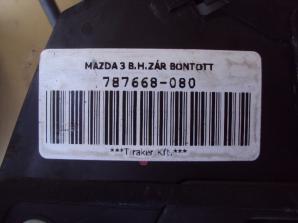 MAZDA 3 B.H.ZÁR BONTOTT
787668-080
***Tiraker Kft.***